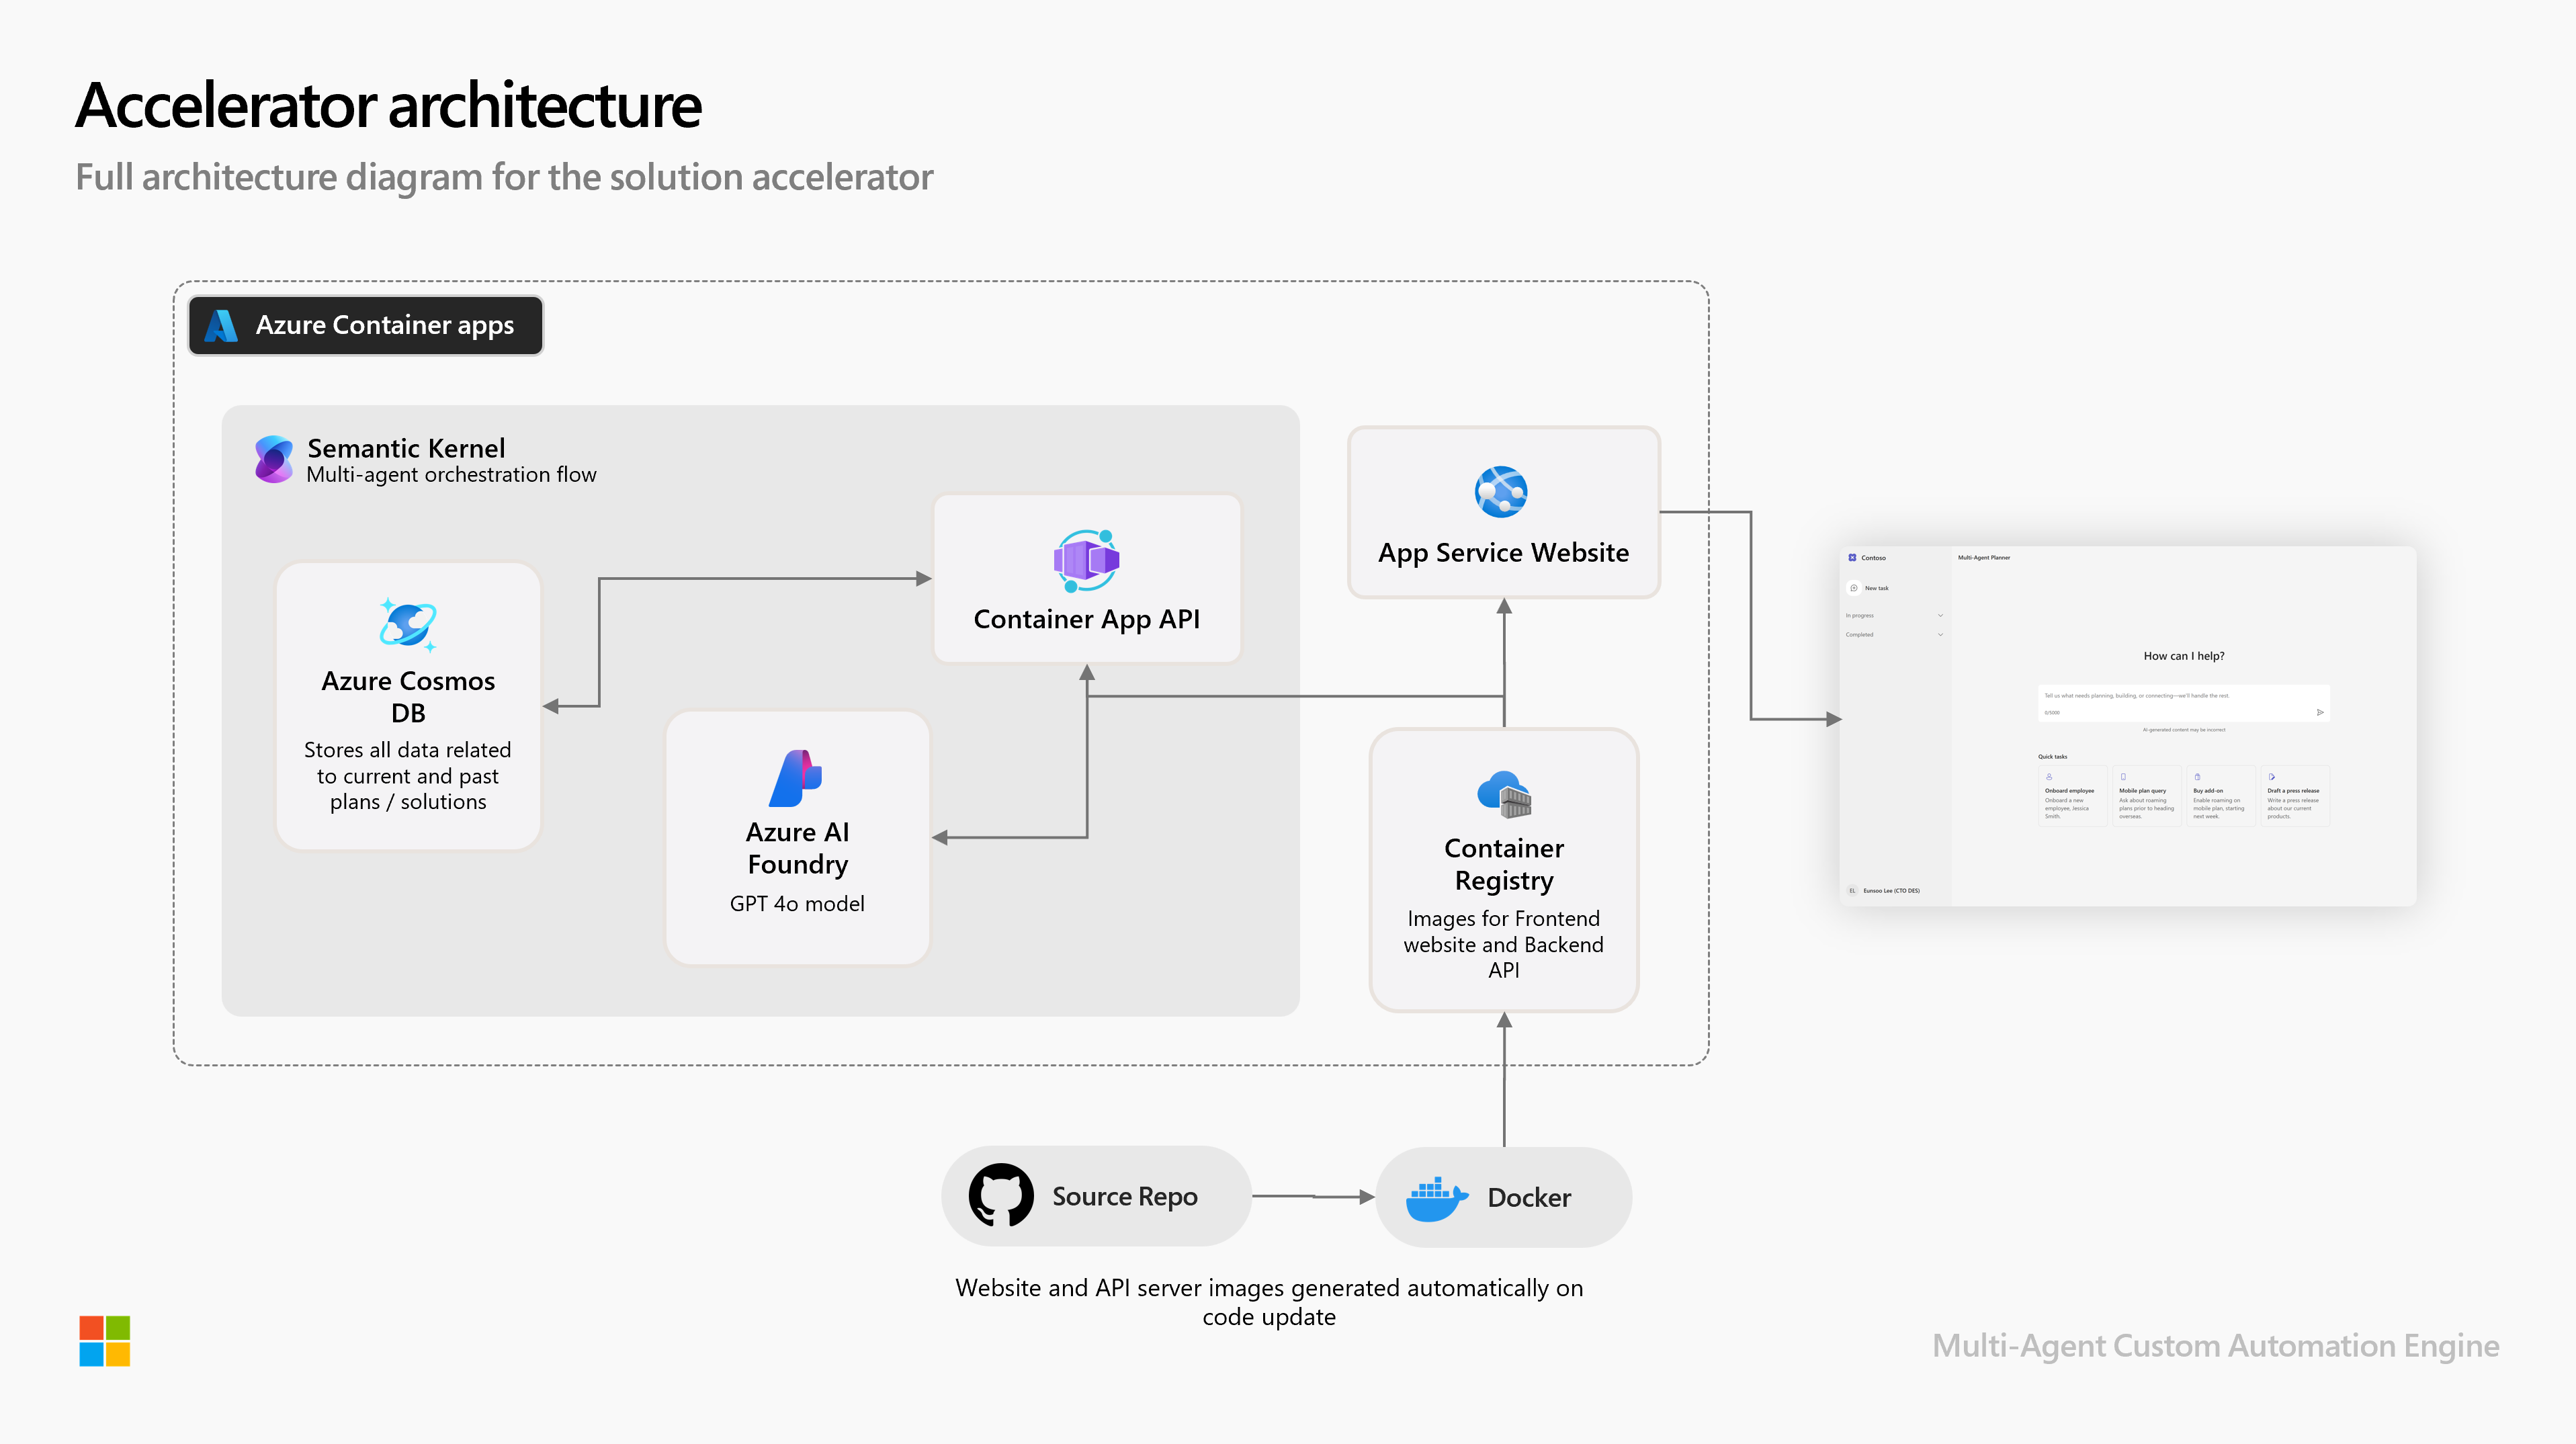 Accelerator architecture
Full architecture diagram for the solution accelerator
Azure Container apps
Semantic Kernel
Multi-agent orchestration flow
Azure Cosmos
DB
Stores all data related
to current and past
plans / solutions
Azure AI
Foundry
GPT 4o model
Container App API
App Service Website
Container
Registry
Images for Frontend
website and Backend
API
Source Repo
Docker
Website and API server images generated automatically on
code update
Contoso
New task
In progress
Completed
Eunsoo Lee (CTO DES)
EL
Multi-Agent Planner
How can I help?
Tell us what needs planning, building, or connecting—we'll handle the rest.
0/5000
AI-generated content may be incorrect
Quick tasks
Onboard employee
Onboard a new
employee, Jessica
Smith.
Mobile plan query
Ask about roaming
plans prior to heading
overseas.
Buy add-on
Enable roaming on
mobile plan, starting
next week.
Draft a press release
Write a press release
about our current
products.
Multi-Agent Custom Automation Engine